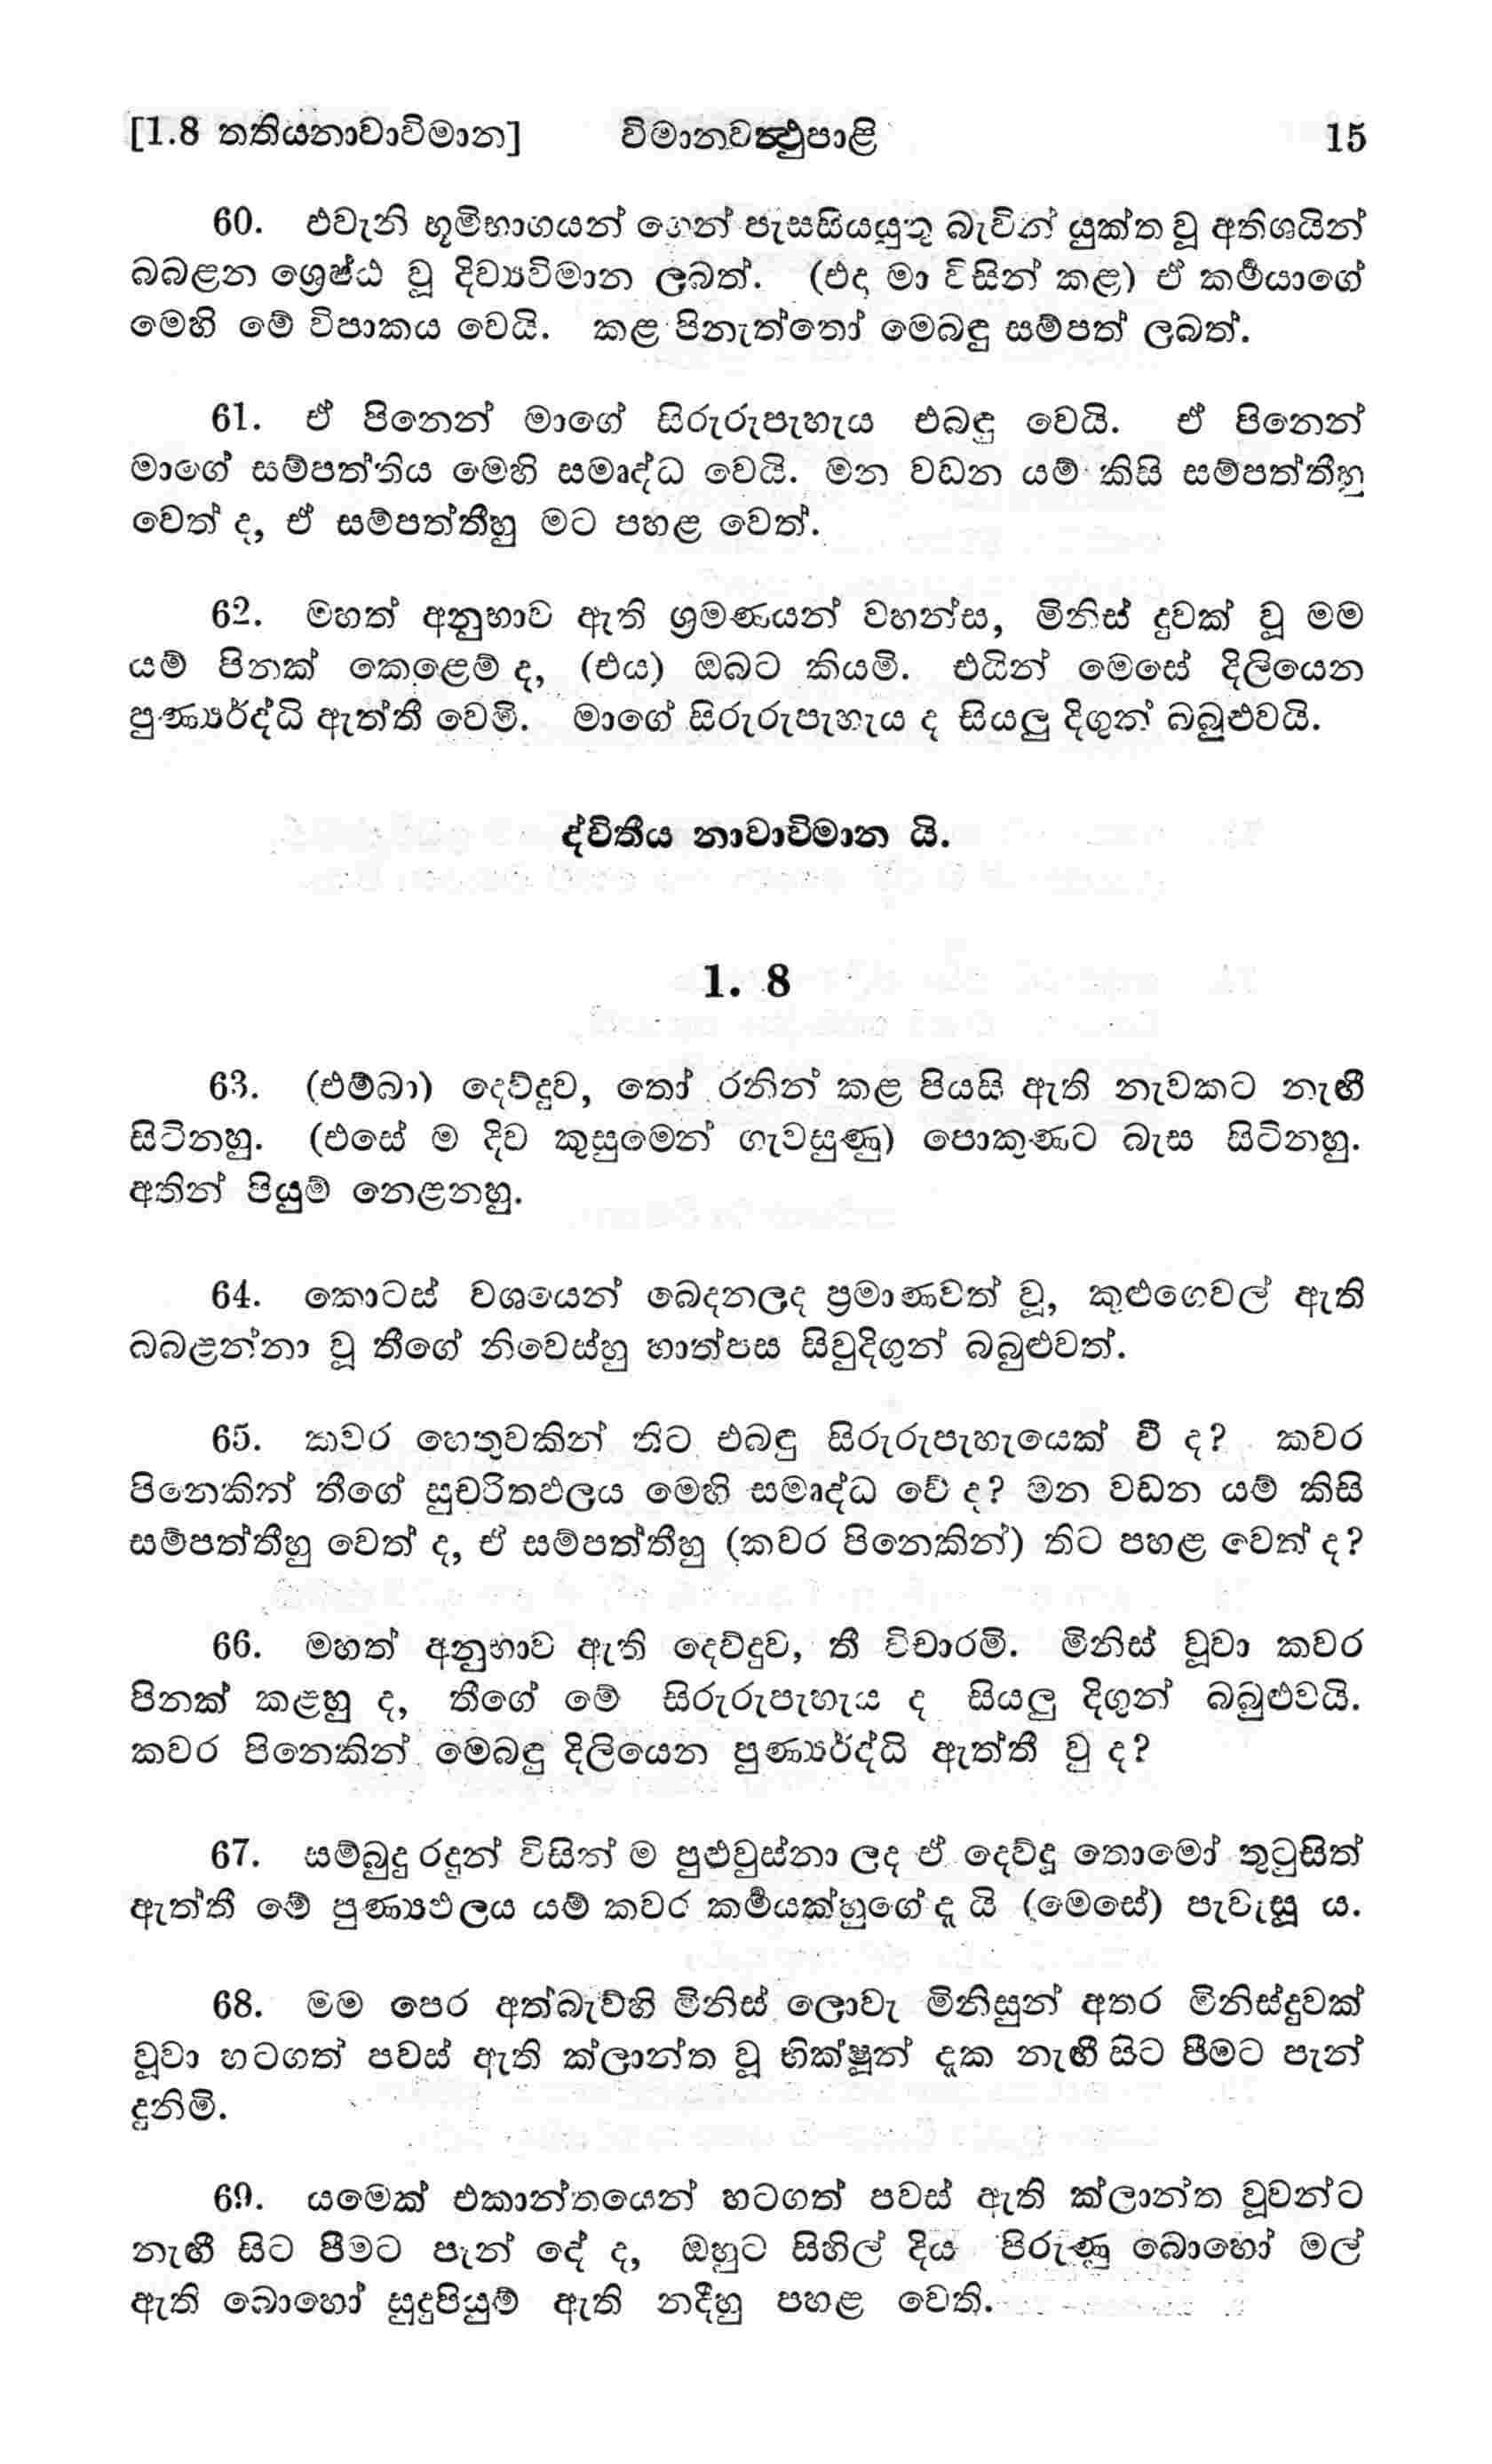 [1.8 තතියනාවාවිමාන] විමානවත්‍ථුපාළි 15
60. එවැනි භූමිභාගයන් ගෙන් පැසසියයුතු බැවින් යුක්ත වූ අතිශයින්
බබළන ශ්‍රෙෂ්ඨ වූ දිව්‍යවිමාන ලබත්. (එදා මා විසින් කළ) ඒ කර්‍මයාගේ
මෙහි මේ විපාකය වෙයි. කළ පිනැත්තෝ මෙබඳු සම්පත් ලබත්.
61. ඒ පිනෙන් මාගේ සිරුරුපැහැය එබඳු වෙයි. ඒ පිනෙන්
මාගේ සම්පත්තිය මෙහි සමෘද්ධ වෙයි. මන වඩන යම් කිසි සම්පත්තීහු
වෙත් ද, ඒ සම්පත්තීහු මට පහළ වෙත්.
62. මහත් අනුභාව ඇති ශ්‍රමණයන් වහන්ස, මිනිස් දුවක් වූ මම
යම් පිනක් කෙළෙම් ද, (එය) ඔබට කියමි. එයින් මෙසේ දිලියෙන
පුණ්‍යර්ද්ධි ඇත්තී වෙමි. මාගේ සිරුරුපැහැය ද සියලු දිගුන් බබුළුවයි.
ද්විතීය නාවාවිමාන යි.
1. 8
63. (එම්බා) දෙව්දුව, තෝ රනින් කළ පියසි ඇති නැවකට නැඟී
සිටිනහු. (එසේ ම දිව කුසුමෙන් ගැවසුණු) පොකුණට බැස සිටිනහු.
අතින් පියුම් නෙළනහු.
64. කොටස් වශයෙන් බෙදනලද ප්‍රමාණවත් වූ, කුළුගෙවල් ඇති
බබළන්නා වූ තීගේ නිවෙස්හු හාත්පස සිවුදිගුන් බබුළුවත්.
65. කවර හෙතුවකින් තිට එබඳු සිරුරුපැහැයෙක් වී ද? කවර
පිනෙකින් තීගේ සුචරිතඵලය මෙහි සමෘද්ධ වේ ද? මන වඩන යම් කිසි
සම්පත්තීහු වෙත් ද, ඒ සම්පත්තීහු (කවර පිනෙකින්) තිට පහළ වෙත් ද?
66. මහත් අනුභාව ඇති දෙව්දුව, තී විචාරමි. මිනිස් වූවා කවර
පිනක් කළහු ද, තීගේ මේ සිරුරුපැහැය ද සියලු දිගුන් බබුළුවයි.
කවර පිනෙකින් මෙබඳු දිලියෙන පුණ්‍යර්ද්ධි ඇත්තී වු ද?
67. සම්බුදු රදුන් විසින් ම පුළුවුස්නා ලද ඒ දෙව්දූ තොමෝ තුටුසිත්
ඇත්තී මේ පුණ්‍යඵලය යම් කවර කර්‍මයක්හුගේ දැ යි (මෙසේ) පැවැසූ ය.
68. මම පෙර අත්බැව්හි මිනිස් ලොවැ මිනිසුන් අතර මිනිස්දුවක්
වූවා හටගත් පවස් ඇති ක්ලාන්ත වූ භික්ෂූන් දැක නැඟී සිට පීමට පැන්
දුනිමි.
69. යමෙක් එකාන්තයෙන් හටගත් පවස් ඇති ක්ලාන්ත වූවන්ට
නැඟී සිට පීමට පැන් දේ ද, ඔහුට සිහිල් දිය පිරුණු බොහෝ මල්
ඇති බොහෝ සුදුපියුම් ඇති නදීහු පහළ වෙති.